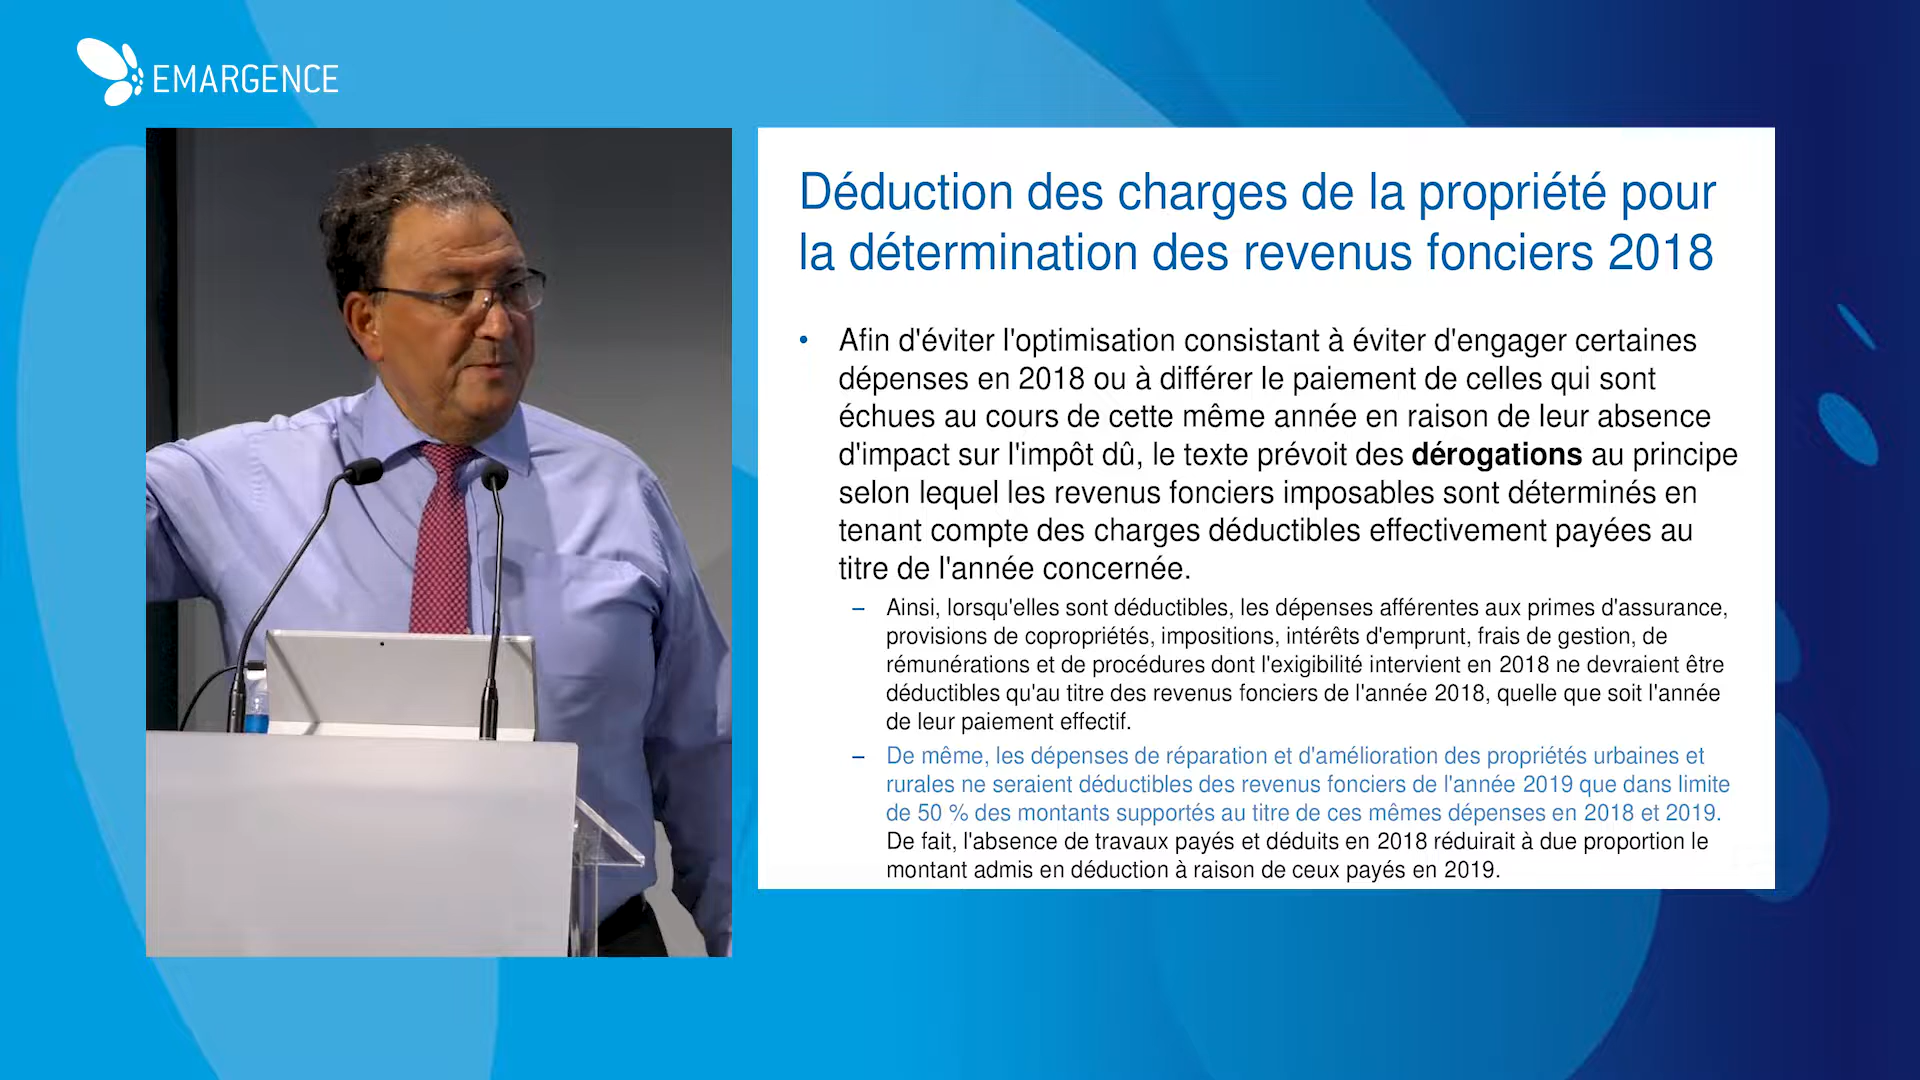 EMARGENCE
Déduction des charges de la propriété pour
la détermination des revenus fonciers 2018
• Afin d'éviter l'optimisation consistant à éviter d'engager certaines
dépenses en 2018 ou à différer le paiement de celles qui sont
échues au cours de cette même année en raison de leur absence
d'impact sur l'impôt dû, le texte prévoit des dérogations au principe
selon lequel les revenus fonciers imposables sont déterminés en
tenant compte des charges déductibles effectivement payées au
titre de l'année concernée.
– Ainsi, lorsqu'elles sont déductibles, les dépenses afférentes aux primes d'assurance,
provisions de copropriétés, impositions, intérêts d'emprunt, frais de gestion, de
rémunérations et de procédures dont l'exigibilité intervient en 2018 ne devraient être
déductibles qu'au titre des revenus fonciers de l'année 2018, quelle que soit l'année
de leur paiement effectif.
– De même, les dépenses de réparation et d'amélioration des propriétés urbaines et
rurales ne seraient déductibles des revenus fonciers de l'année 2019 que dans limite
de 50 % des montants supportés au titre de ces mêmes dépenses en 2018 et 2019.
De fait, l'absence de travaux payés et déduits en 2018 réduirait à due proportion le
montant admis en déduction à raison de ceux payés en 2019.